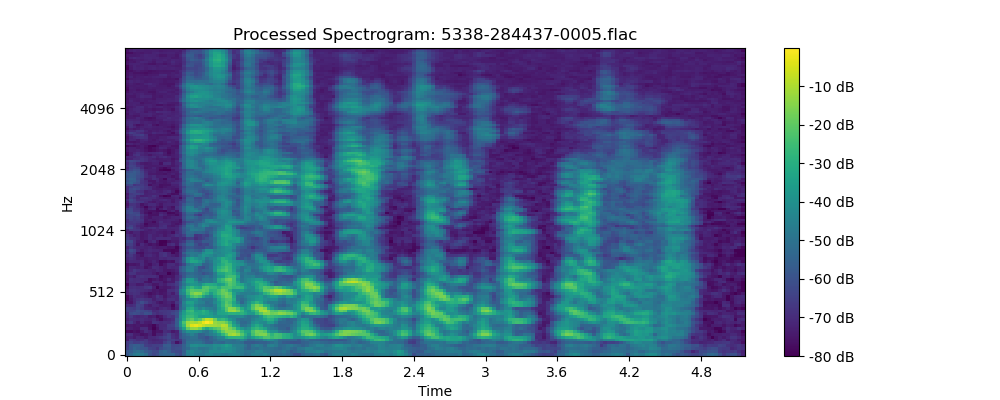 Processed Spectrogram: 5338-284437-0005.flac
Hz
4096
2048
1024
512
0
0 0.6 1.2 1.8 2.4 3 3.6 4.2 4.8
Time
-10 dB
-20 dB
-30 dB
-40 dB
-50 dB
-60 dB
-70 dB
-80 dB